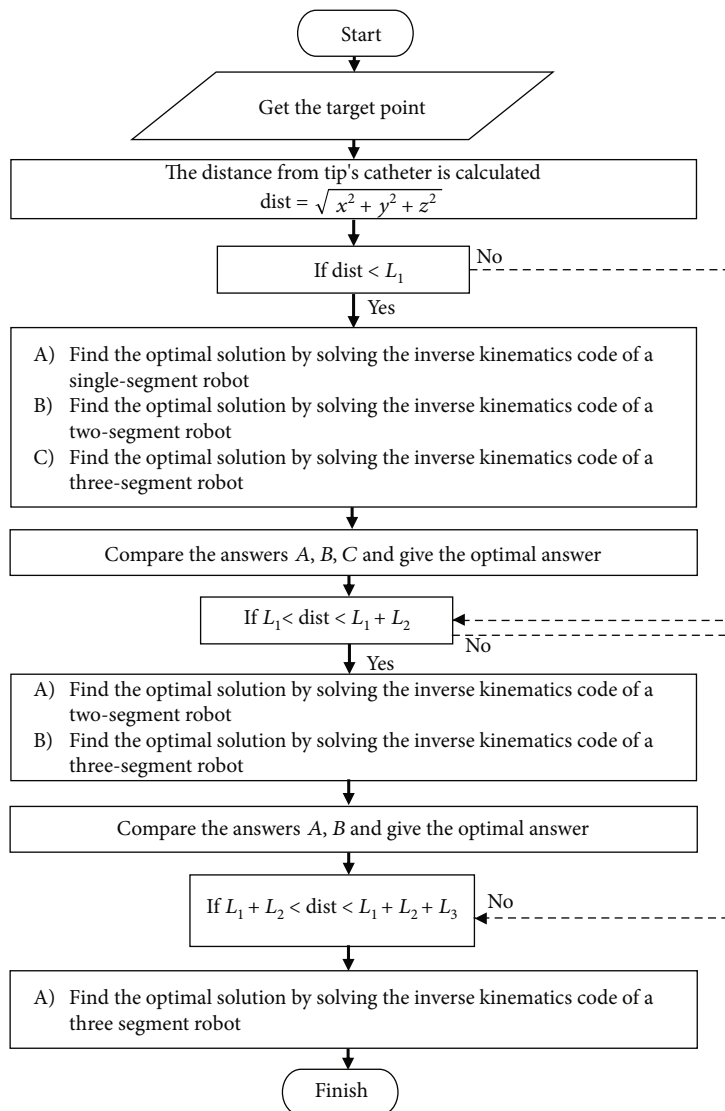 Start
Get the target point
The distance from tip's catheter is calculated
dist = √x² + y² + z²
If dist < L₁
No
Yes
A) Find the optimal solution by solving the inverse kinematics code of a
single-segment robot
B) Find the optimal solution by solving the inverse kinematics code of a
two-segment robot
C) Find the optimal solution by solving the inverse kinematics code of a
three-segment robot
Compare the answers A, B, C and give the optimal answer
If L₁ < dist < L₁ + L₂
No
Yes
A) Find the optimal solution by solving the inverse kinematics code of a
two-segment robot
B) Find the optimal solution by solving the inverse kinematics code of a
three-segment robot
Compare the answers A, B and give the optimal answer
If L₁ + L₂ < dist < L₁ + L₂ + L₃
No
A) Find the optimal solution by solving the inverse kinematics code of a
three segment robot
Finish